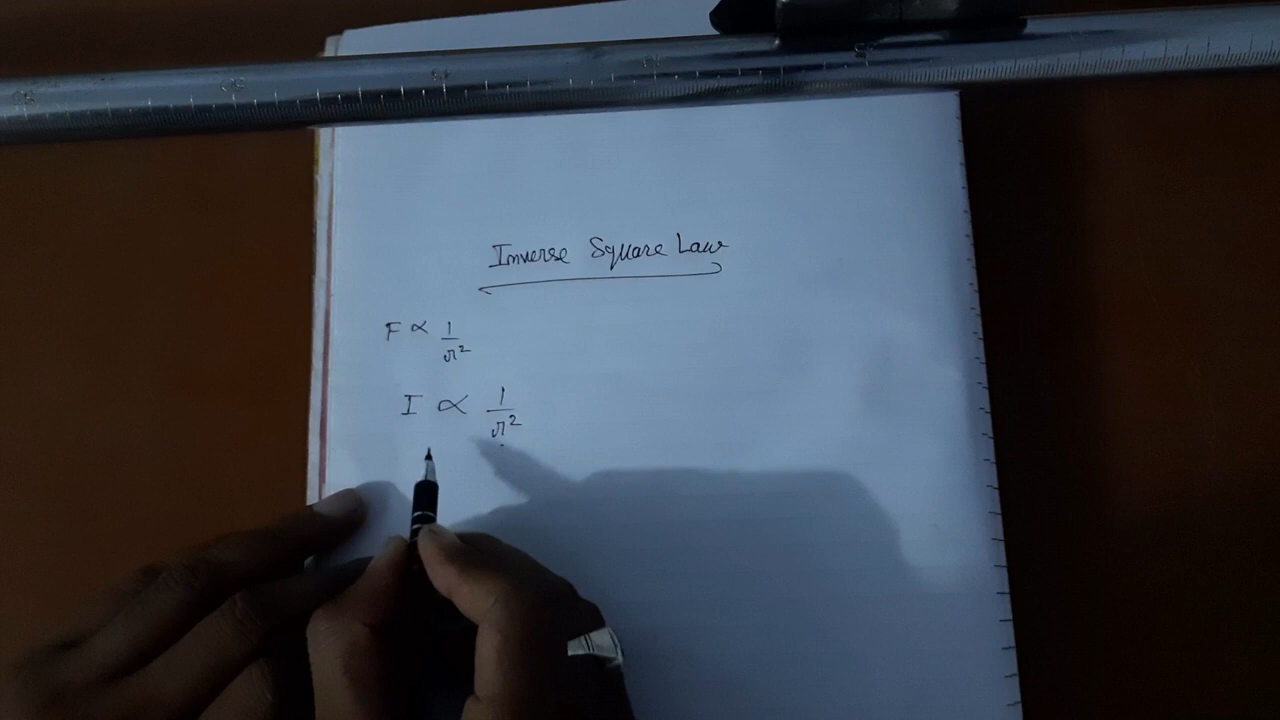 Inverse Square Law
F ∝ 1/r²
I ∝ 1/r²